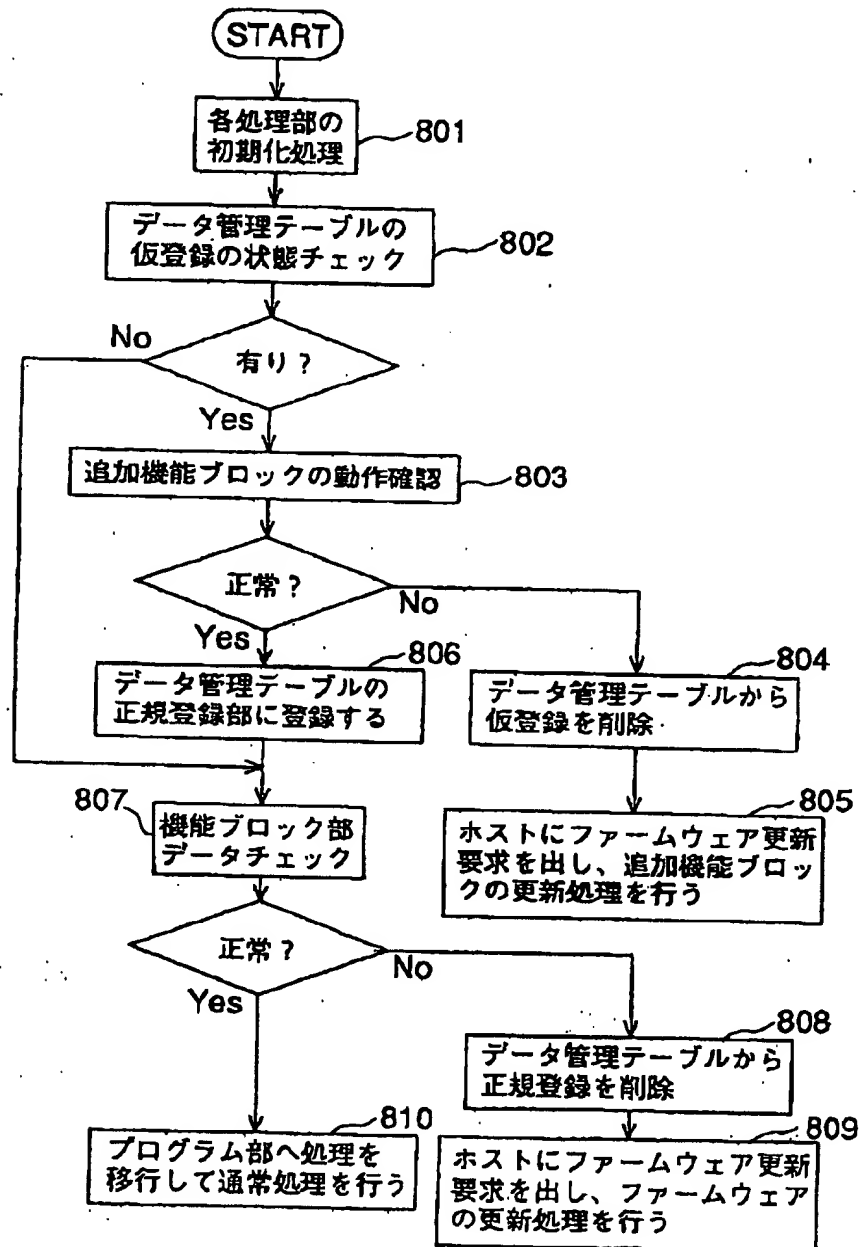 START
各処理部の
初期化処理
801
データ管理テーブルの
仮登録の状態チェック
802
有り?
No
Yes
追加機能ブロックの動作確認
803
正常?
No
Yes
806
データ管理テーブルの
正規登録部に登録する
804
データ管理テーブルから
仮登録を削除
805
ホストにファームウェア更新
要求を出し、追加機能ブロッ
クの更新処理を行う
807
機能ブロック部
データチェック
正常?
No
Yes
808
データ管理テーブルから
正規登録を削除
810
プログラム部へ処理を
移行して通常処理を行う
809
ホストにファームウェア更新
要求を出し、ファームウェア
の更新処理を行う